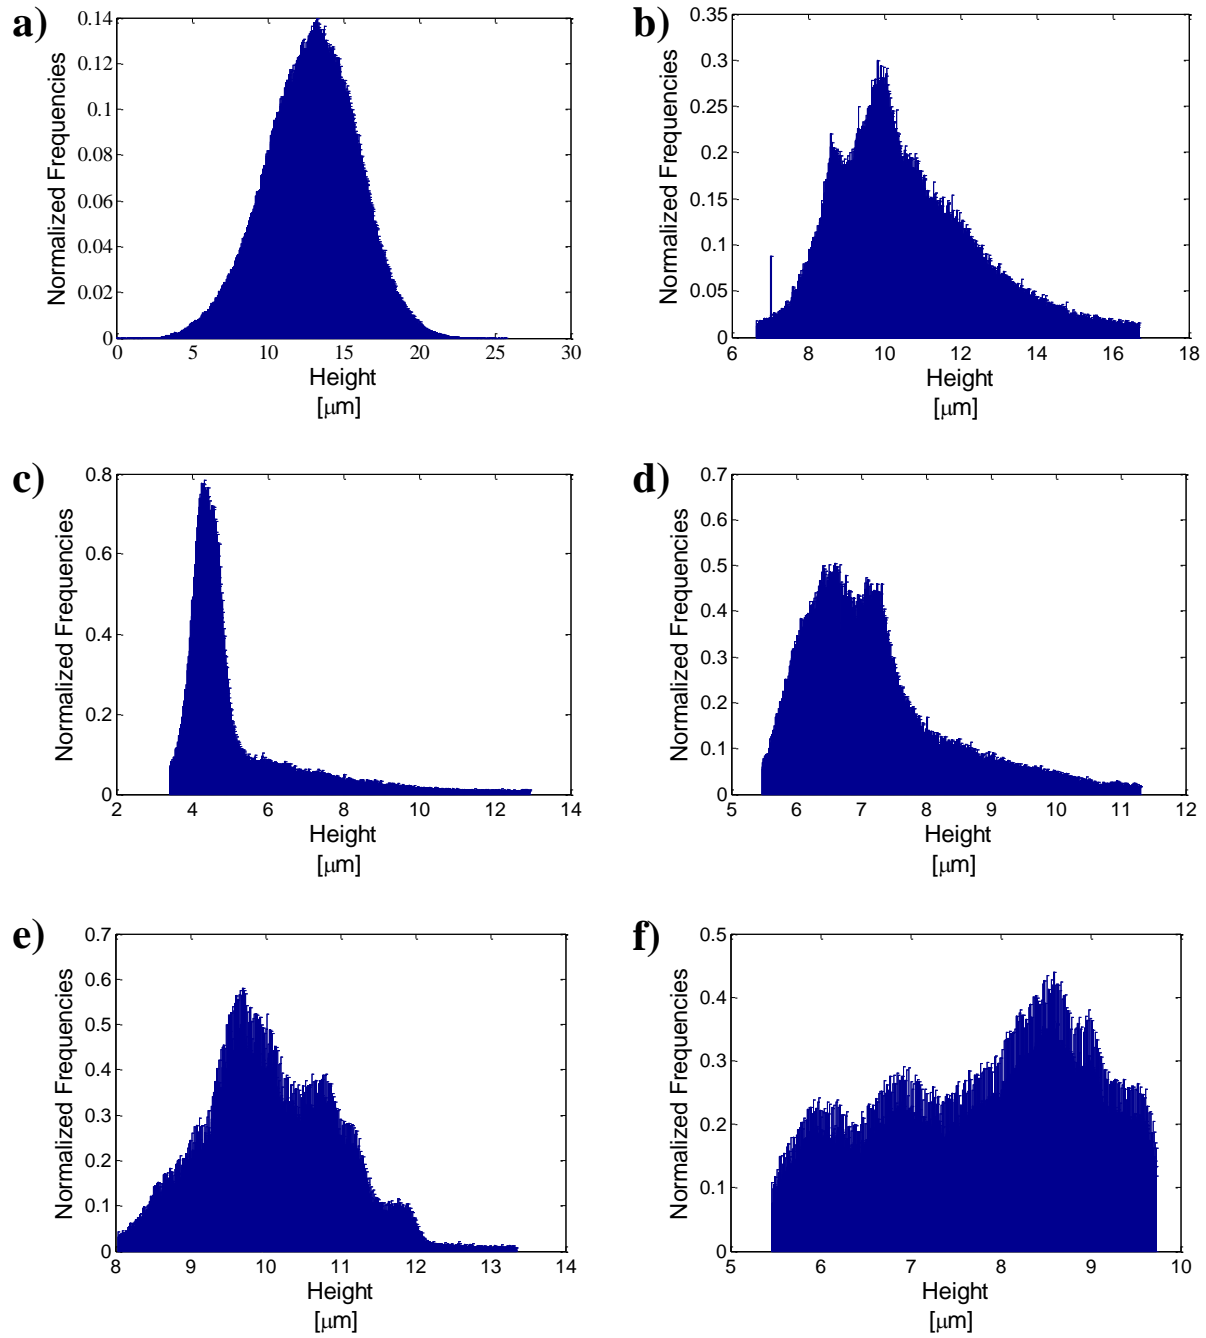 a)
0.14
0.12
0.1
0.08
0.06
0.04
0.02
0
Normalized Frequencies
0 5 10 15 20 25 30
Height
[μm]
b)
0.35
0.3
0.25
0.2
0.15
0.1
0.05
0
Normalized Frequencies
6 8 10 12 14 16 18
Height
[μm]
c)
0.8
0.6
0.4
0.2
0
Normalized Frequencies
2 4 6 8 10 12 14
Height
[μm]
d)
0.7
0.6
0.5
0.4
0.3
0.2
0.1
0
Normalized Frequencies
5 6 7 8 9 10 11 12
Height
[μm]
e)
0.7
0.6
0.5
0.4
0.3
0.2
0.1
0
Normalized Frequencies
8 9 10 11 12 13 14
Height
[μm]
f)
0.5
0.4
0.3
0.2
0.1
0
Normalized Frequencies
5 6 7 8 9 10
Height
[μm]